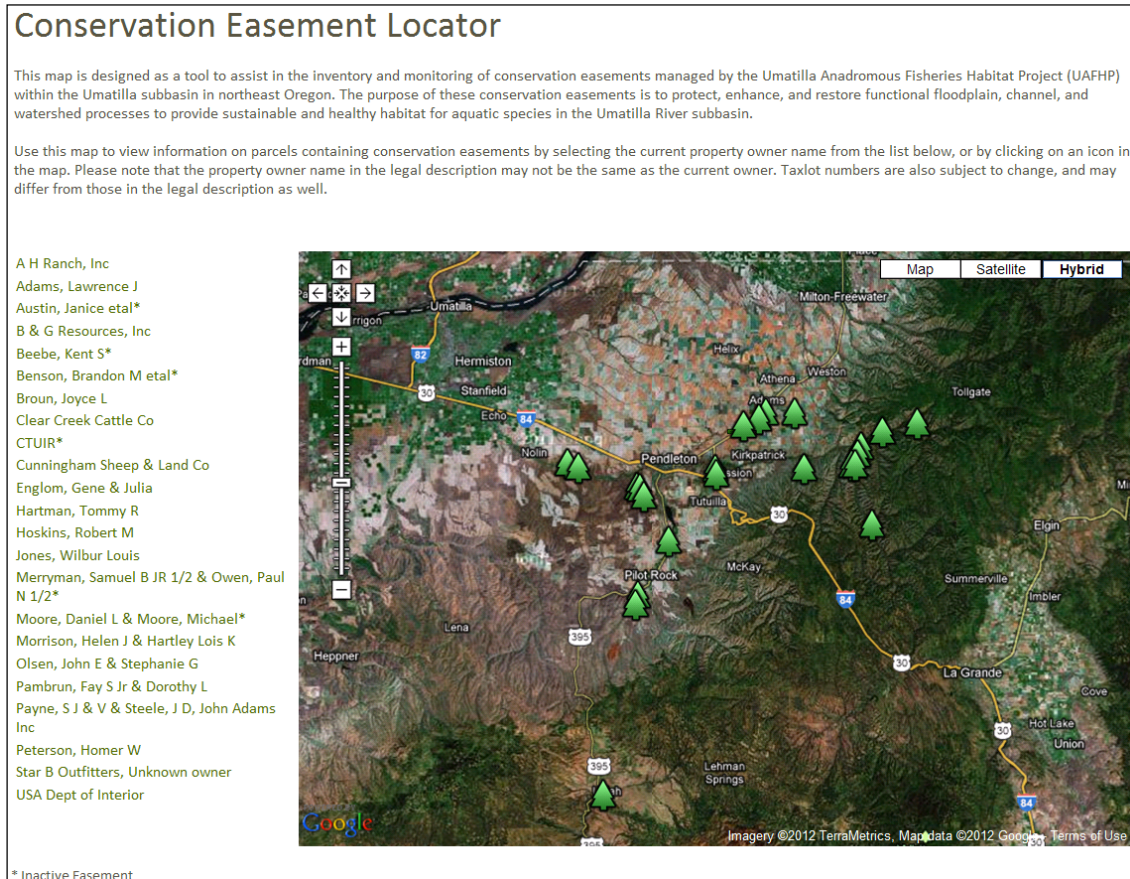 Conservation Easement Locator
This map is designed as a tool to assist in the inventory and monitoring of conservation easements managed by the Umatilla Anadromous Fisheries Habitat Project (UAFHP)
within the Umatilla subbasin in northeast Oregon. The purpose of these conservation easements is to protect, enhance, and restore functional floodplain, channel, and
watershed processes to provide sustainable and healthy habitat for aquatic species in the Umatilla River subbasin.
Use this map to view information on parcels containing conservation easements by selecting the current property owner name from the list below, or by clicking on an icon in
the map. Please note that the property owner name in the legal description may not be the same as the current owner. Taxlot numbers are also subject to change, and may
differ from those in the legal description as well.
A H Ranch, Inc
Adams, Lawrence J
Austin, Janice etal*
B & G Resources, Inc
Beebe, Kent S*
Benson, Brandon M etal*
Broun, Joyce L
Clear Creek Cattle Co
CTUIR*
Cunningham Sheep & Land Co
Englom, Gene & Julia
Hartman, Tommy R
Hoskins, Robert M
Jones, Wilbur Louis
Merryman, Samuel B JR 1/2 & Owen, Paul
N 1/2*
Moore, Daniel L & Moore, Michael*
Morrison, Helen J & Hartley Lois K
Olsen, John E & Stephanie G
Pambrun, Fay S Jr & Dorothy L
Payne, S J & V & Steele, J D, John Adams
Inc
Peterson, Homer W
Star B Outfitters, Unknown owner
USA Dept of Interior
* Inactive Easement
Map
Satellite
Hybrid
Umatilla
Milton-Freewater
rrigon
rdman
82
Hermiston
Helix
Weston
Athena
Stanfield
30
Tollgate
Adams
Echo
84
Nolin
Pendleton
Kirkpatrick
ssion
Tutuilla
30
Elgin
McKay
Pilot Rock
Summerville
84
Imbler
Lena
395
Heppner
30
La Grande
Cove
Hot Lake
30
Union
395
Lehman
Springs
84
Google
Imagery ©2012 TerraMetrics, Map data ©2012 Google - Terms of Use
395
30